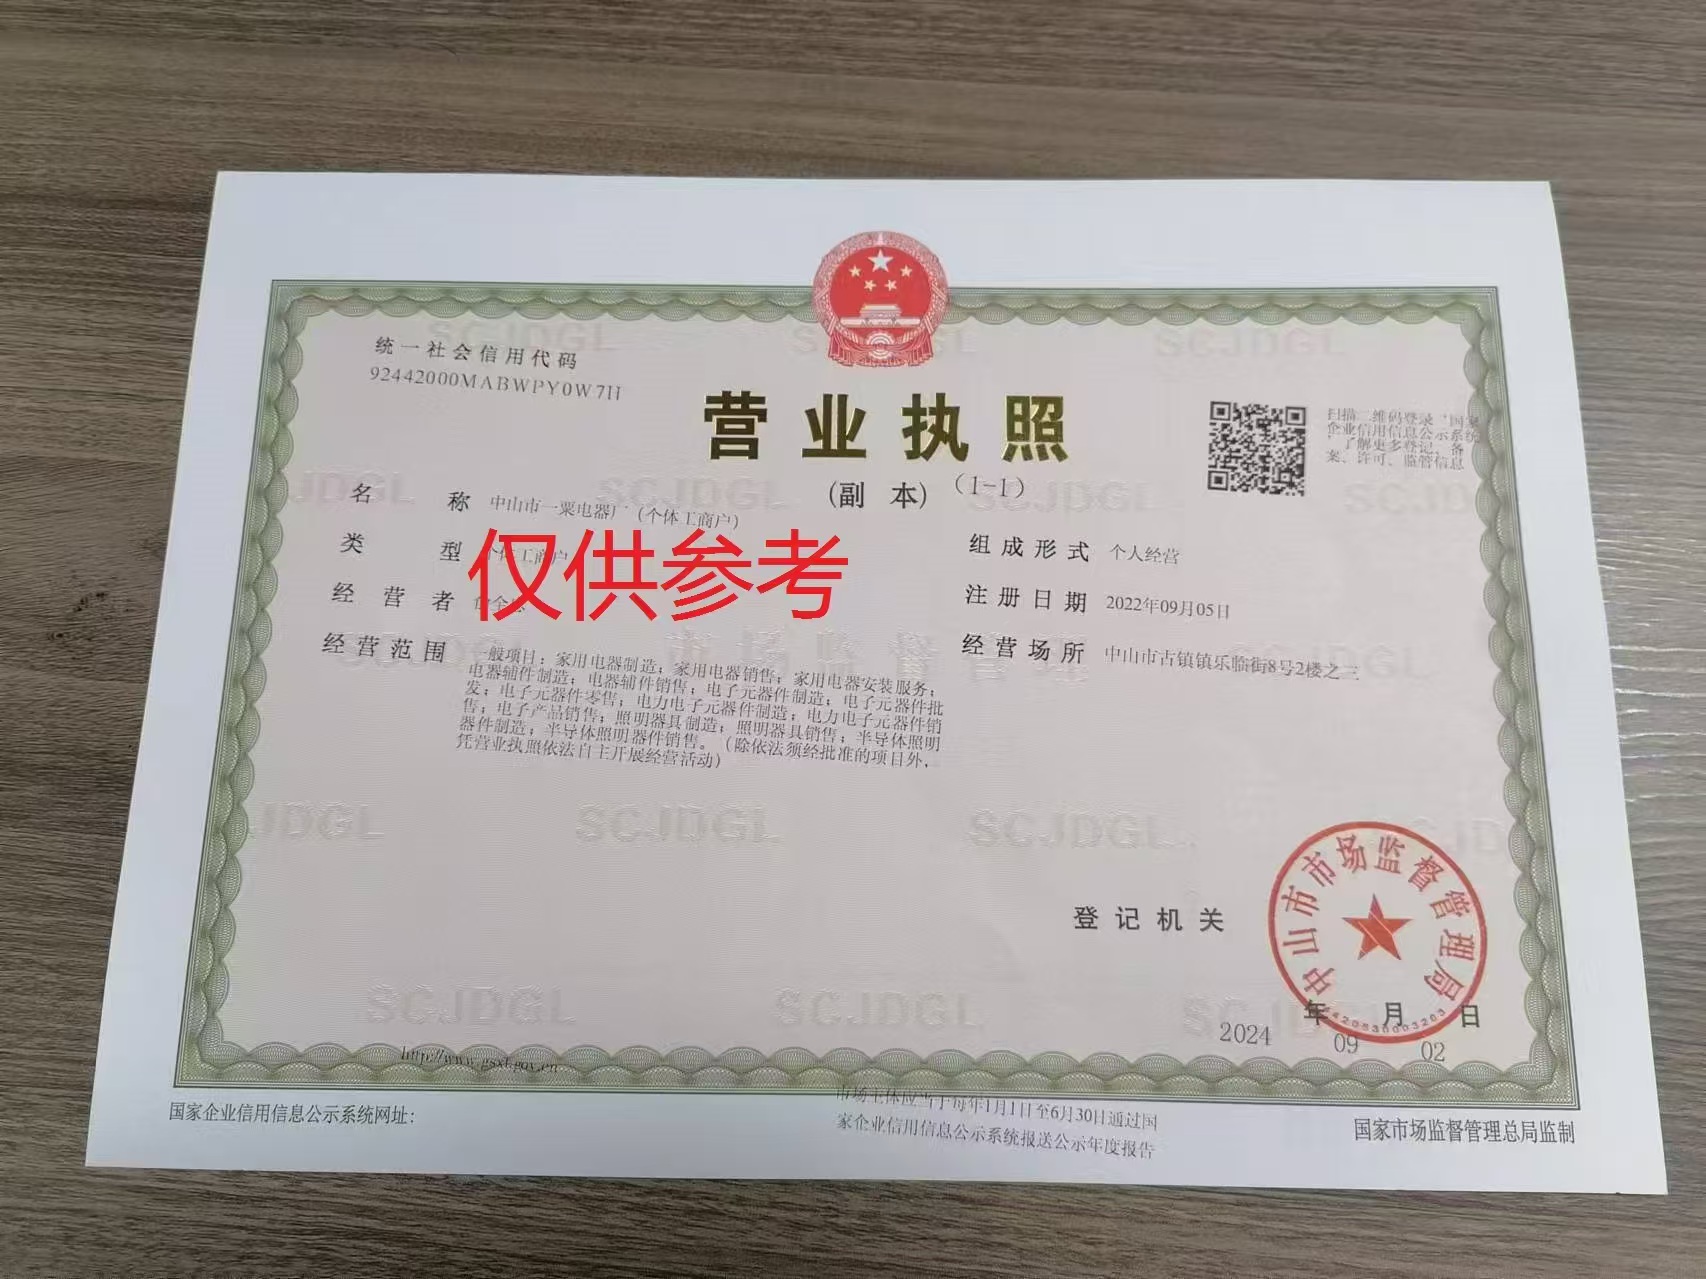 统一社会信用代码
92442000MABWPY0W7H
营业执照
(副 本) (1-1)
扫描二维码登录“国家
企业信用信息公示系统
”了解更多登记、备
案、许可、监管信息
名 称 中山市一粟电器厂(个体工商户)
类 型 个体工商户
经营者
经营范围 一般项目：家用电器制造；家用电器销售；家用电器安装服务；
电器辅件制造；电器辅件销售；电子元器件制造；电子元器件批
发；电子元器件零售；电力电子元器件制造；电力电子元器件销
售；电子产品销售；照明器具制造；照明器具销售；半导体照明
器件制造；半导体照明器件销售。（除依法须经批准的项目外，
凭营业执照依法自主开展经营活动）
仅供参考
组成形式 个人经营
注册日期 2022年09月05日
经营场所 中山市古镇镇乐临街8号2楼之三
SCJDGL
市场监督管理
登记机关
中山市市场监督管理局
2024年09月02日
http://www.gsxt.gov.cn
国家企业信用信息公示系统网址：
市场主体应当于每年1月1日至6月30日通过国
家企业信用信息公示系统报送公示年度报告
国家市场监督管理总局监制